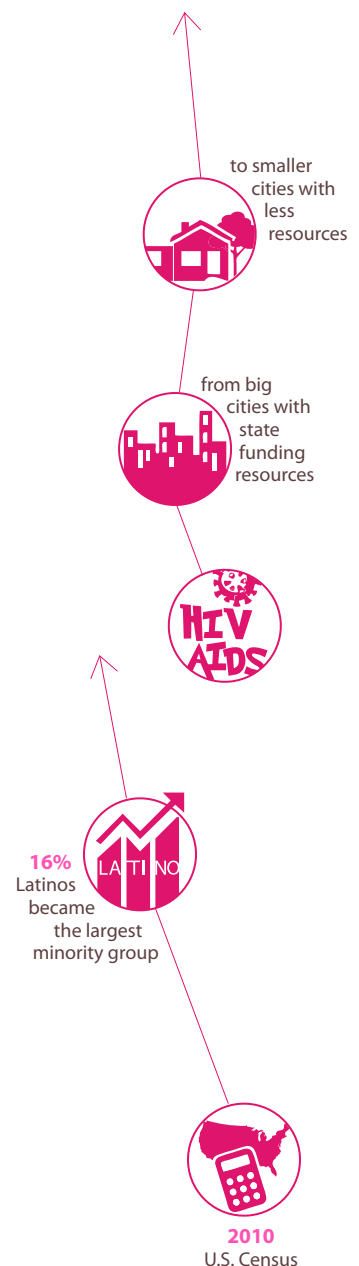 to smaller
cities with
less
resources
from big
cities with
state
funding
resources
HIV
AIDS
LATINO
16%
Latinos
became
the largest
minority group
2010
U.S. Census